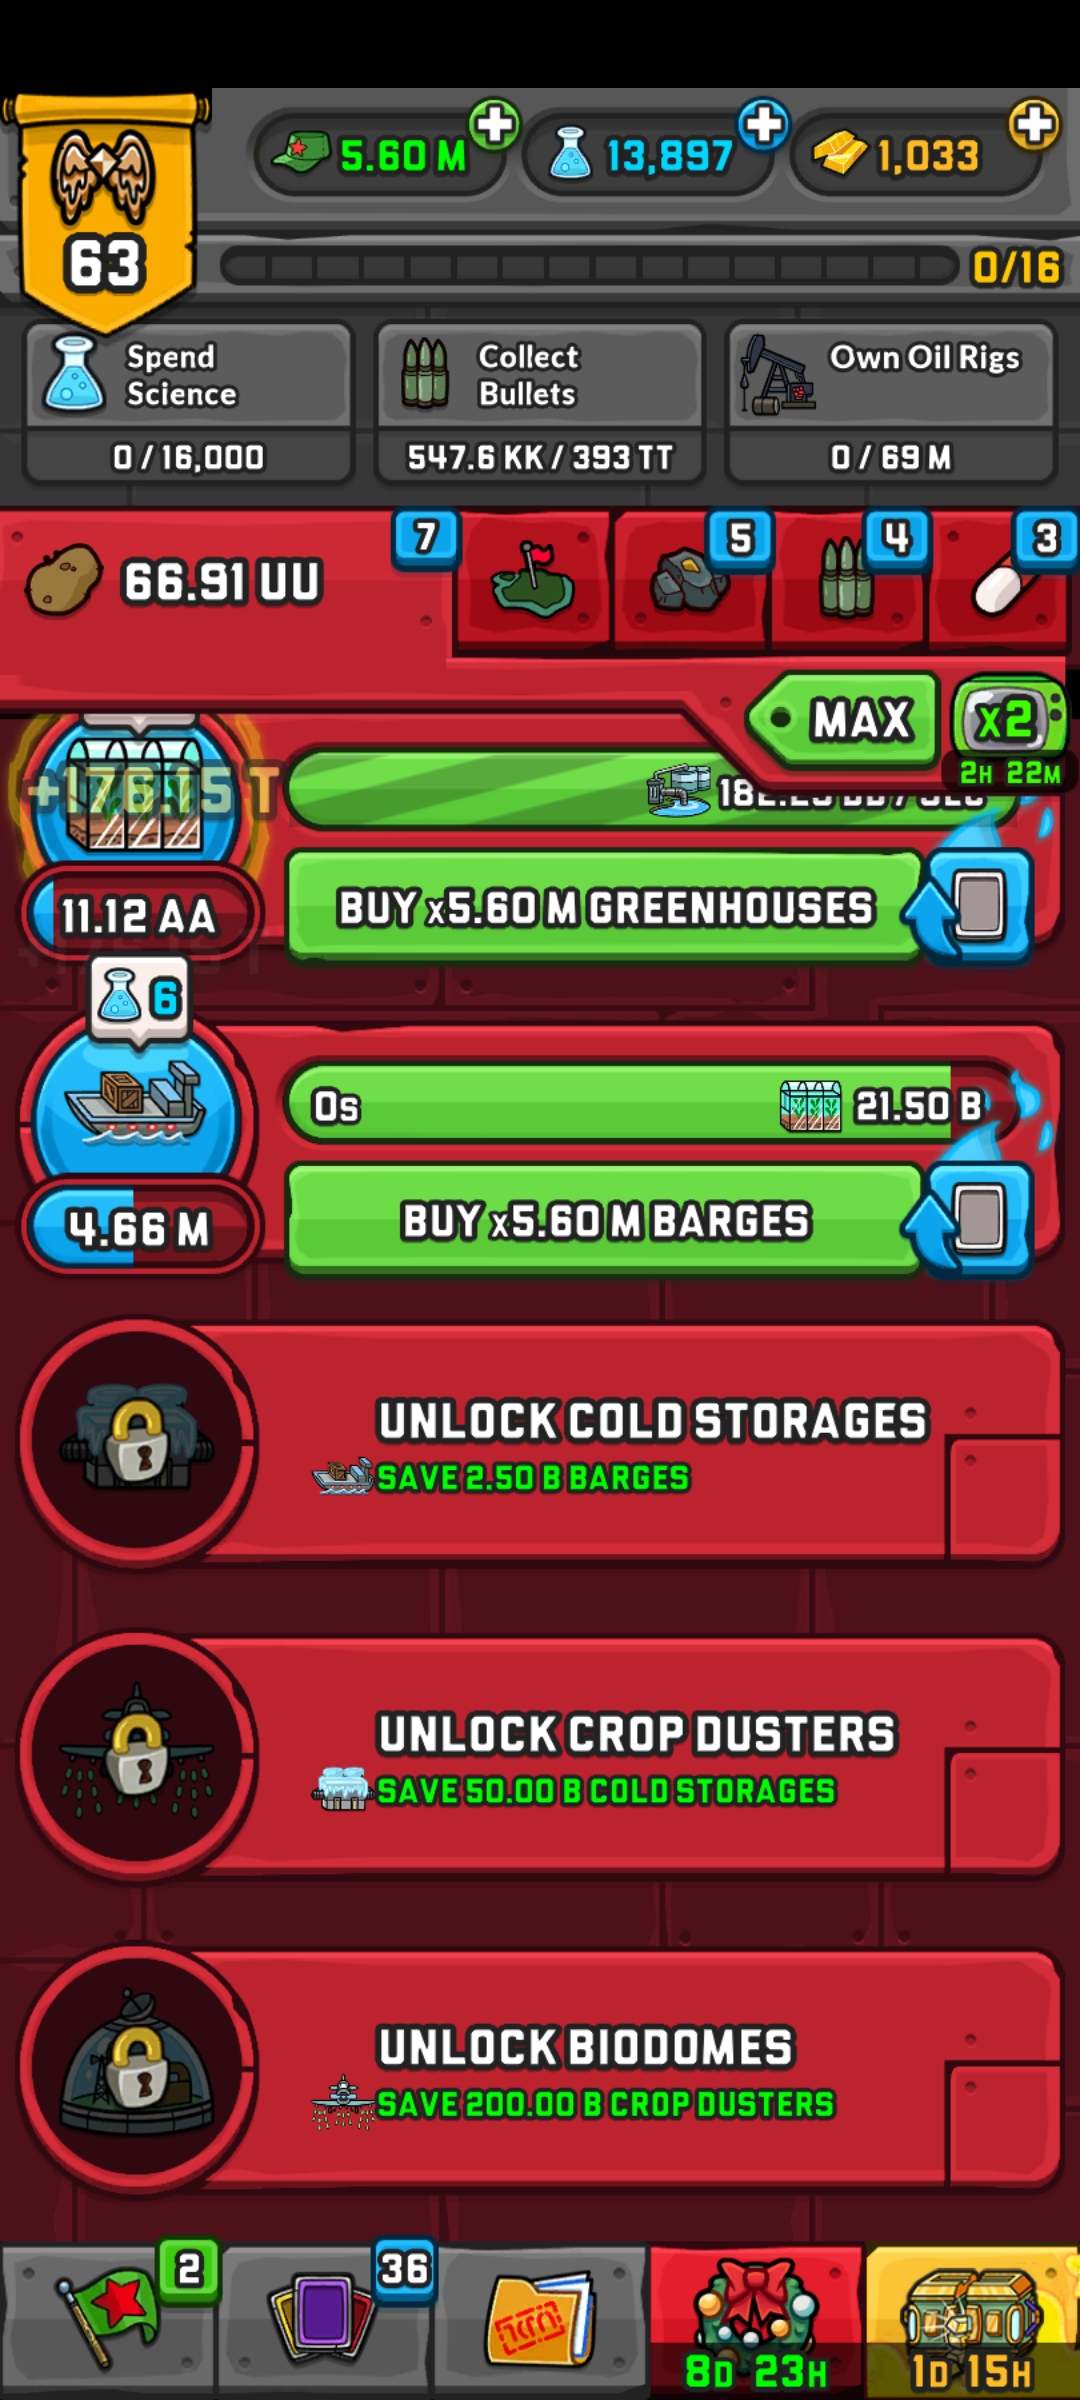 5.60 M
13,897
1,033
63
0/16
Spend
Science
0 / 16,000
Collect
Bullets
547.6 KK / 393 TT
Own Oil Rigs
0 / 69 M
66.91 UU
7
5
4
3
MAX
x2
2H 22M
+176.15 T
11.12 AA
BUY x5.60 M GREENHOUSES
6
0s
21.50 B
4.66 M
BUY x5.60 M BARGES
UNLOCK COLD STORAGES
SAVE 2.50 B BARGES
UNLOCK CROP DUSTERS
SAVE 50.00 B COLD STORAGES
UNLOCK BIODOMES
SAVE 200.00 B CROP DUSTERS
2
36
8D 23H
1D 15H